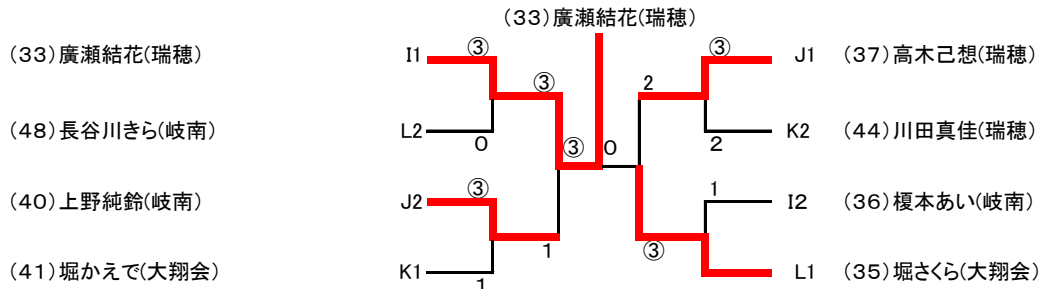 (33)廣瀬結花(瑞穂)
(33)廣瀬結花(瑞穂) I1 ③ ③ 2 ③ J1 (37)高木己想(瑞穂)
(48)長谷川きら(岐南) L2 0 ③ 0 2 K2 (44)川田真佳(瑞穂)
(40)上野純鈴(岐南) J2 ③ 1 I2 (36)榎本あい(岐南)
1 ③
(41)堀かえで(大翔会) K1 1 L1 (35)堀さくら(大翔会)